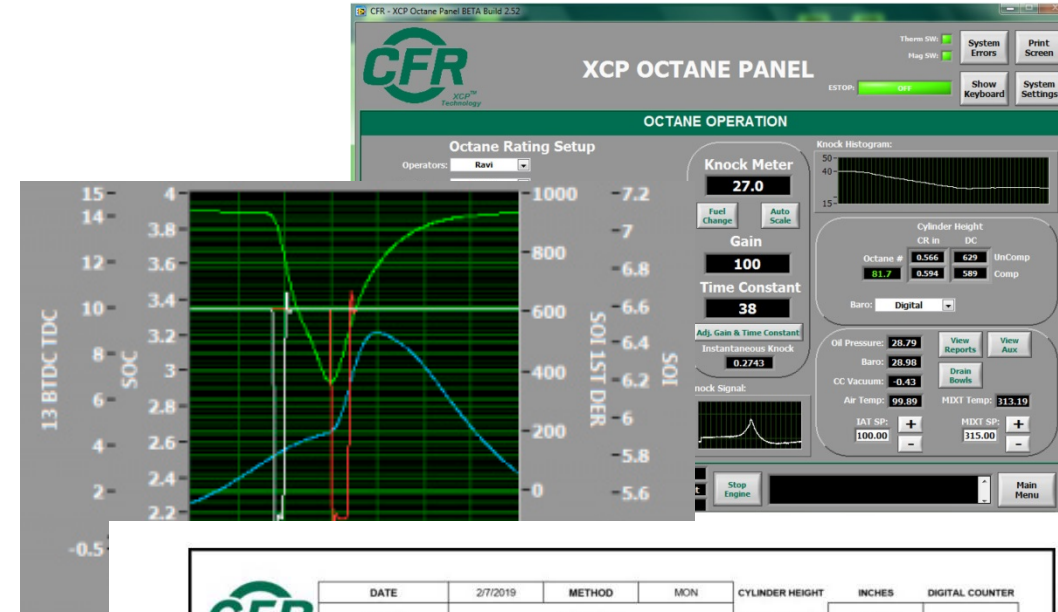 CFR - XCP Octane Panel BETA Build 2.52
CFR
XCP™
Technology
XCP OCTANE PANEL
Therm SW:
Mag SW:
ESTOP: OFF
System Errors
Print Screen
Show Keyboard
System Settings
OCTANE OPERATION
Octane Rating Setup
Operators: Ravi
Knock Meter
27.0
Fuel Change
Auto Scale
Gain
100
Time Constant
38
Adj. Gain & Time Constant
Instantaneous Knock
0.2743
nock Signal:
Knock Histogram:
50
40
15
Cylinder Height
CR in DC
Octane # 0.566 629 UnComp
81.7 0.594 589 Comp
Baro: Digital
Oil Pressure: 28.79
Baro: 28.98
CC Vacuum: -0.43
Air Temp: 99.89
View Reports
View Aux
Drain Bowls
MIXT Temp: 313.19
IAT SP: +
100.00 -
MIXT SP: +
315.00 -
t
Stop Engine
Main Menu
13 BTDC TDC
15
14
12
10
8
6
4
2
-0.5
SOC
4
3.8
3.6
3.4
3.2
3
2.8
2.6
2.4
2.2
1000
800
600
400
200
0
SOI 1ST DER
7.2
7
6.8
6.6
6.4
6.2
6
5.8
5.6
SOI
CFR
DATE 2/7/2019 METHOD MON CYLINDER HEIGHT INCHES DIGITAL COUNTER